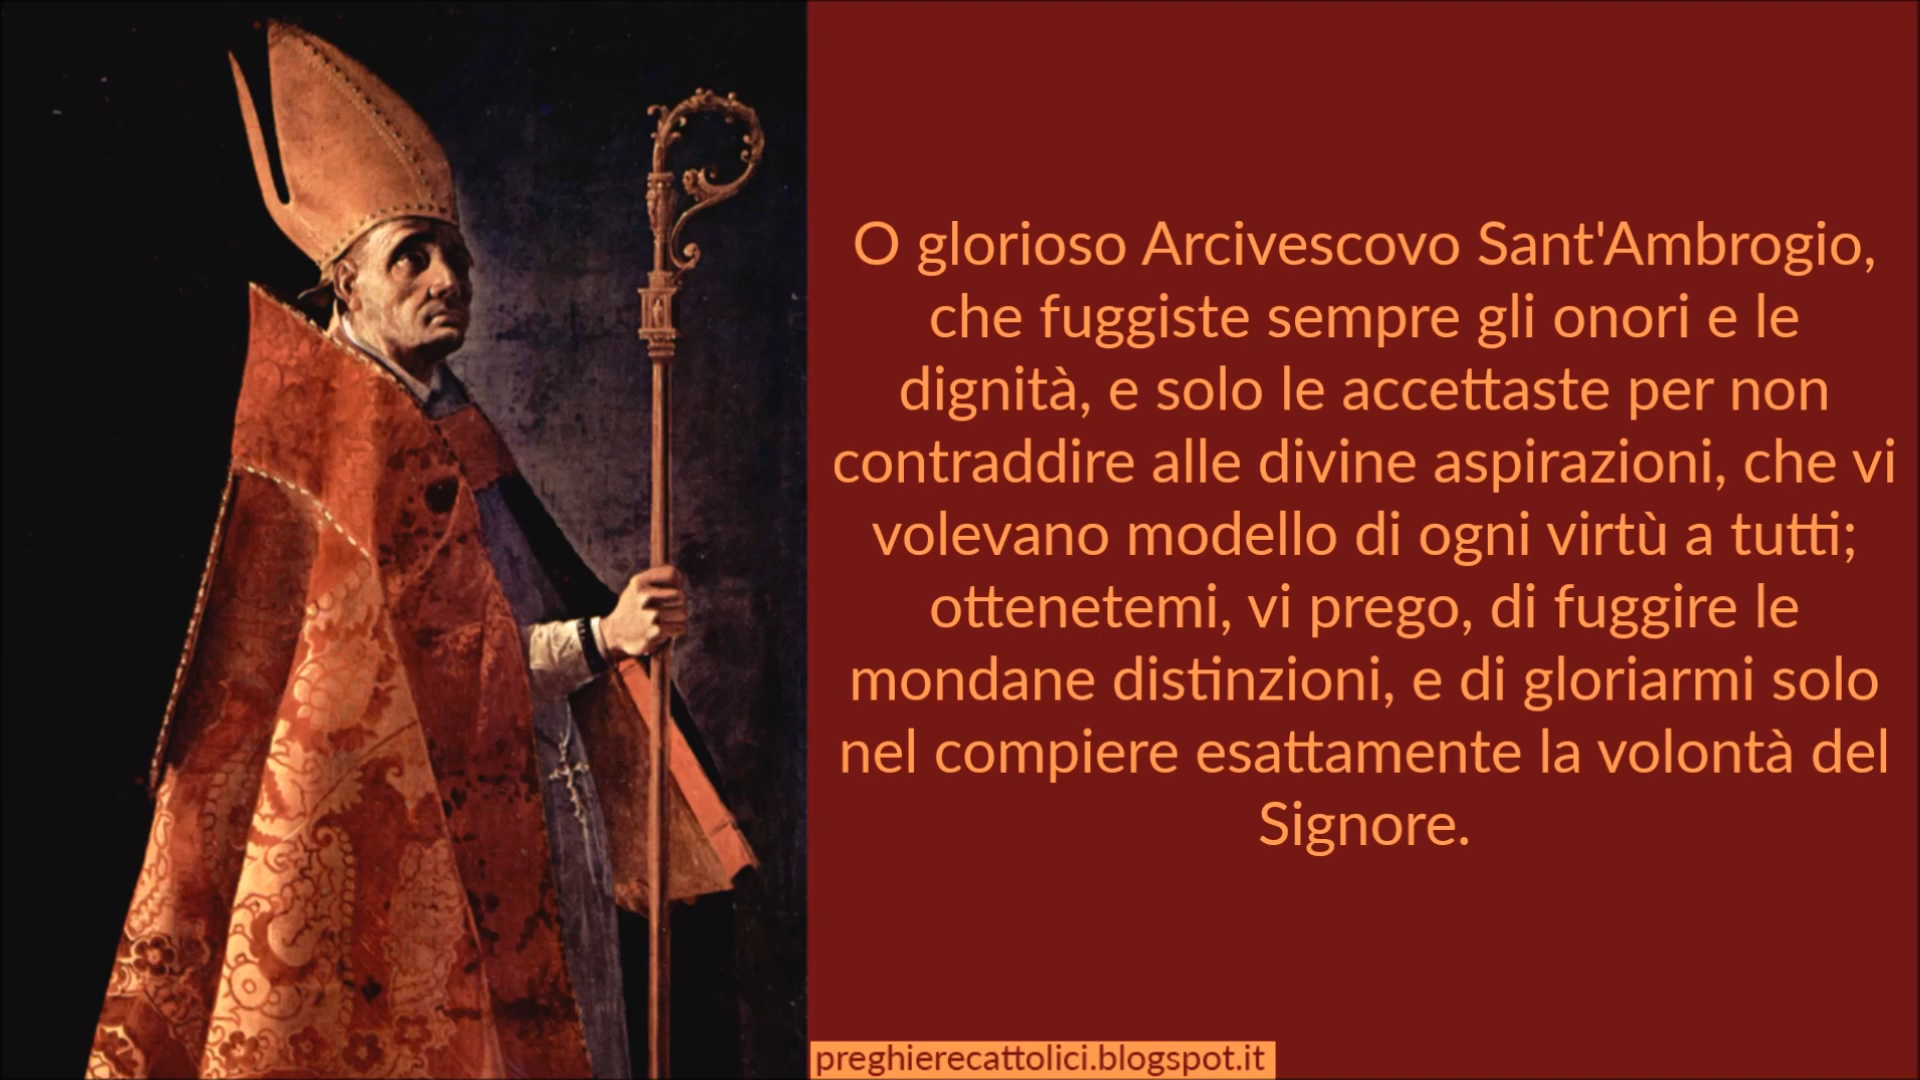 O glorioso Arcivescovo Sant'Ambrogio,
che fuggiste sempre gli onori e le
dignità, e solo le accettaste per non
contraddire alle divine aspirazioni, che vi
volevano modello di ogni virtù a tutti;
ottenetemi, vi prego, di fuggire le
mondane distinzioni, e di gloriarmi solo
nel compiere esattamente la volontà del
Signore.
preghierecattolici.blogspot.it